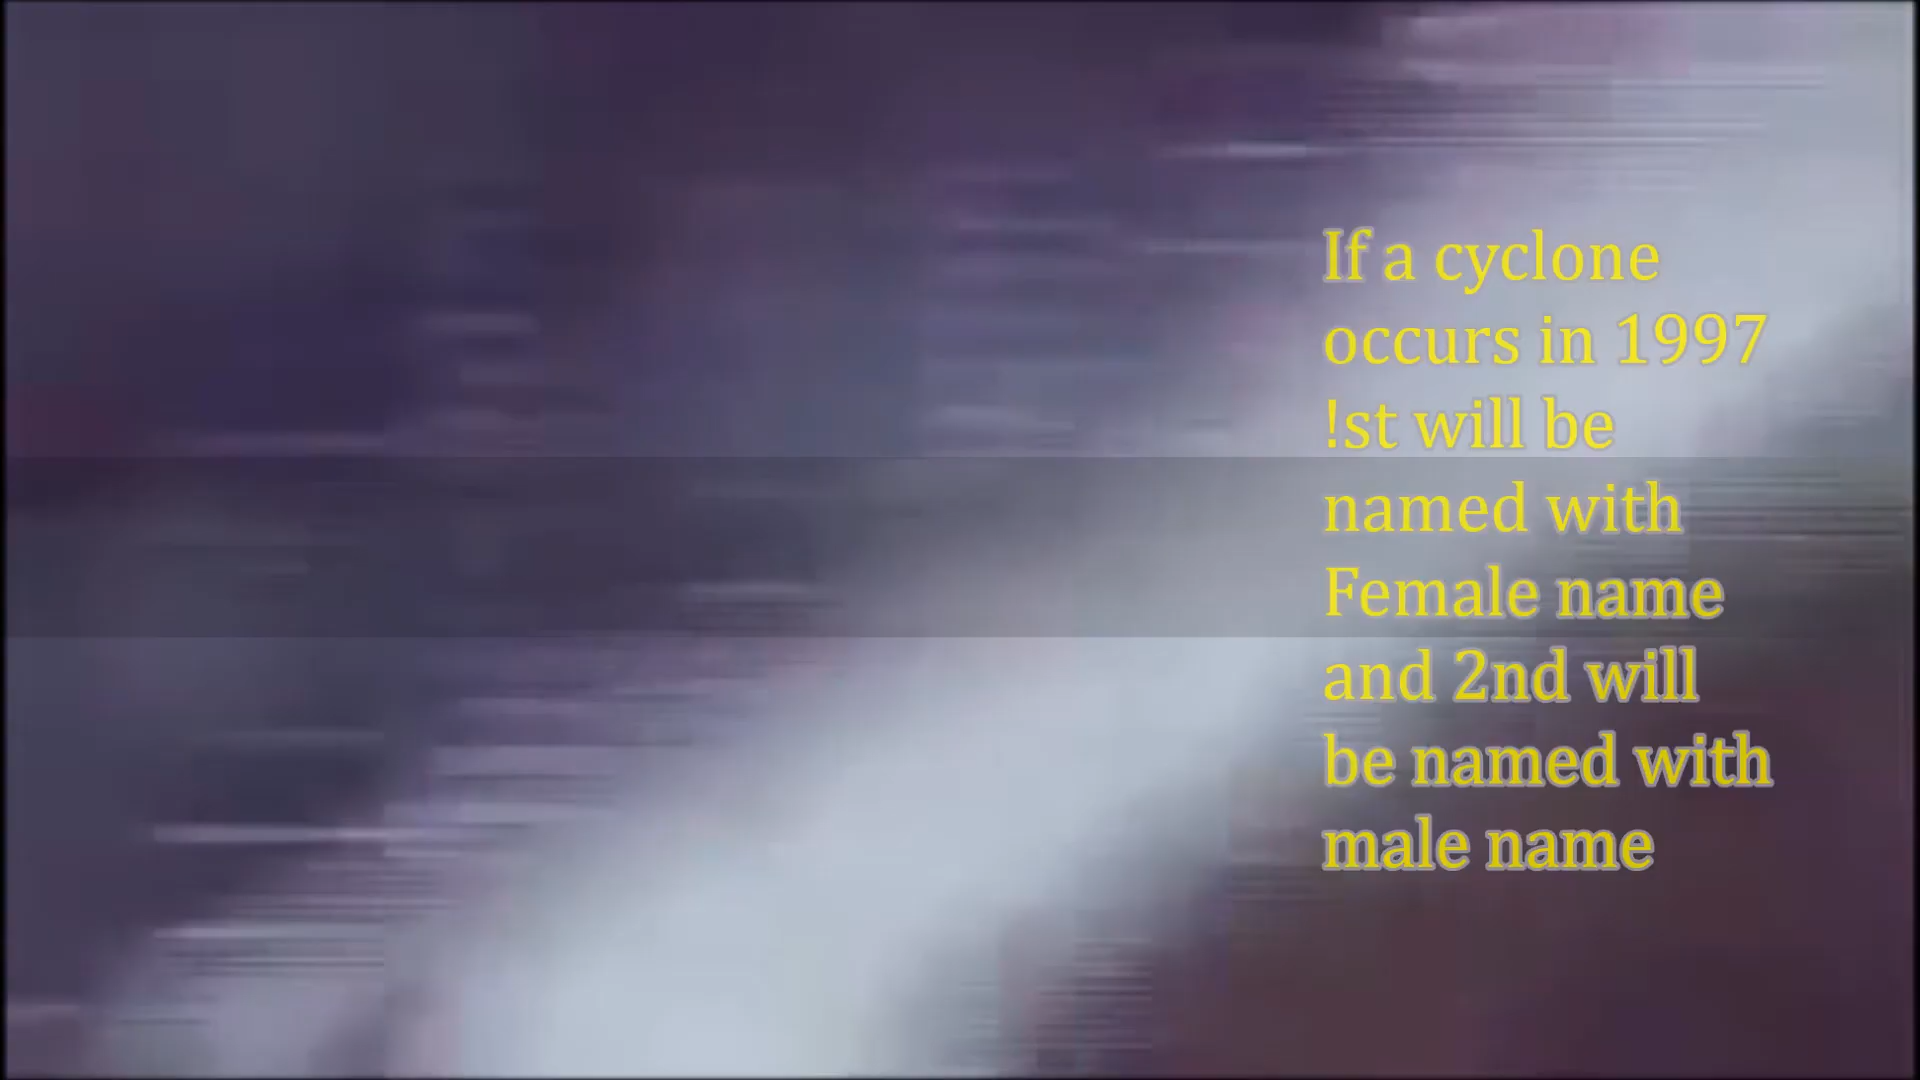 If a cyclone
occurs in 1997
!st will be
named with
Female name
and 2nd will
be named with
male name